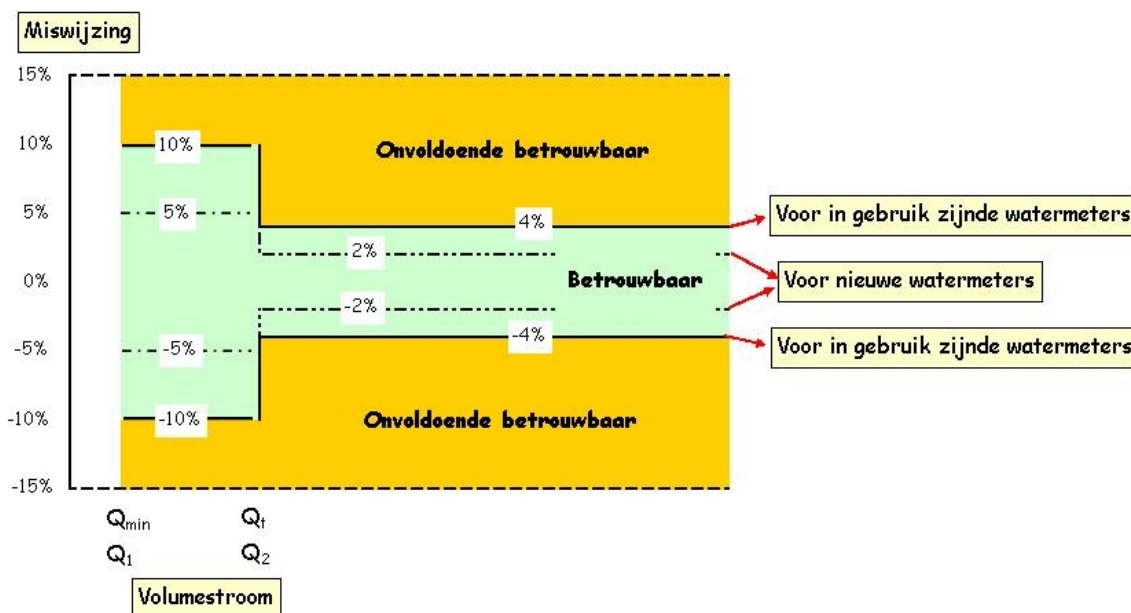 Miswijzing
15%
10%
10%
Onvoldoende betrouwbaar
5%
5%
4%
Voor in gebruik zijnde watermeters
2%
0%
Betrouwbaar
Voor nieuwe watermeters
-2%
-5%
-5%
-4%
Voor in gebruik zijnde watermeters
-10%
-10%
Onvoldoende betrouwbaar
-15%
Qmin Qt
Q1 Q2
Volumestroom